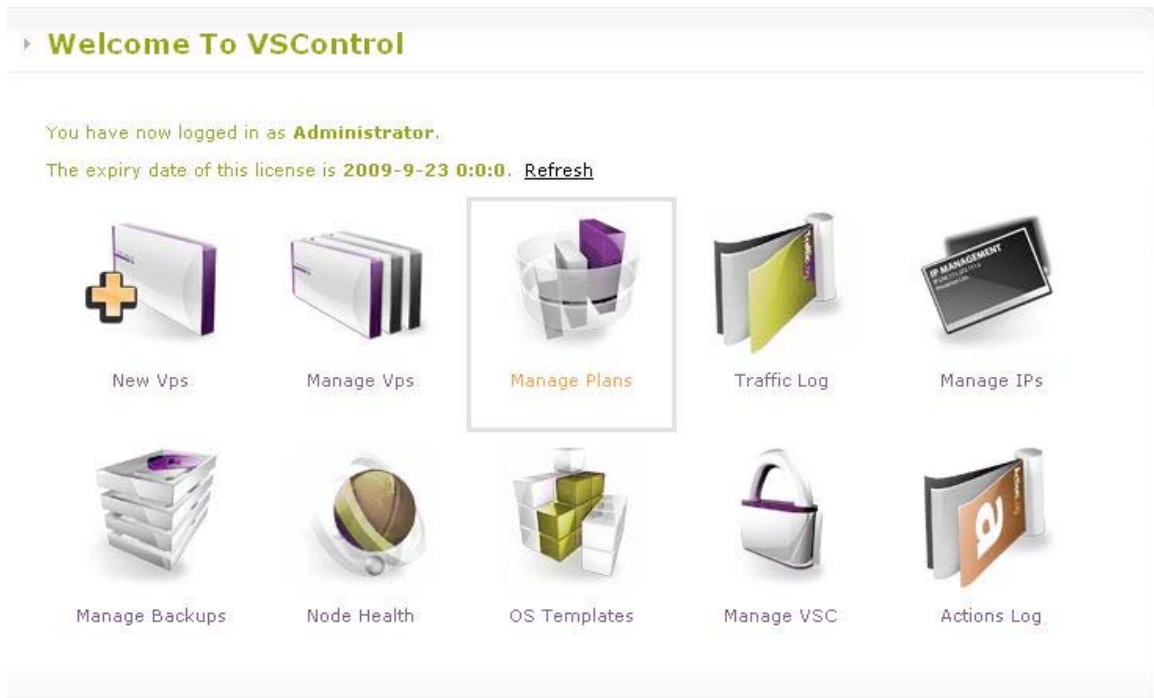 Welcome To VSControl
You have now logged in as Administrator.
The expiry date of this license is 2009-9-23 0:0:0. Refresh
IP MANAGEMENT
New Vps
Manage Vps
Manage Plans
Traffic Log
Manage IPs
Manage Backups
Node Health
OS Templates
Manage VSC
Actions Log